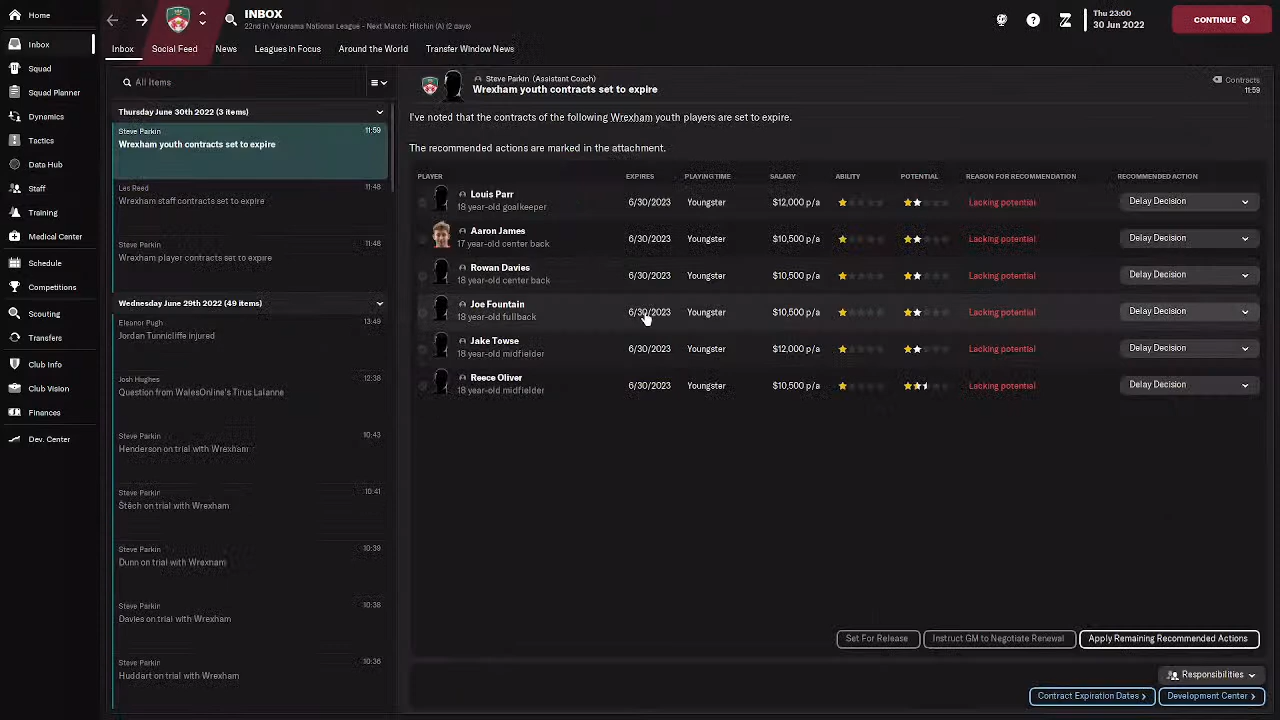 Home
INBOX
22nd in Vanarama National League - Next Match: Hitchin (A) (2 days)
Thu 23:00
30 Jun 2022
CONTINUE
Inbox
Squad
Squad Planner
Dynamics
Tactics
Data Hub
Staff
Training
Medical Center
Schedule
Competitions
Scouting
Transfers
Club Info
Club Vision
Finances
Dev. Center
Inbox Social Feed News Leagues in Focus Around the World Transfer Window News
All Items
Thursday June 30th 2022 (3 items)
Steve Parkin 11:59
Wrexham youth contracts set to expire
Les Reed 11:48
Wrexham staff contracts set to expire
Steve Parkin 11:48
Wrexham player contracts set to expire
Wednesday June 29th 2022 (49 items)
Eleanor Pugh 13:49
Jordan Tunnicliffe injured
Josh Hughes 12:38
Question from WalesOnline's Tirus Lalanne
Steve Parkin 10:43
Henderson on trial with Wrexham
Steve Parkin 10:41
Štěch on trial with Wrexham
Steve Parkin 10:39
Dunn on trial with Wrexham
Steve Parkin 10:38
Davies on trial with Wrexham
Steve Parkin 10:36
Huddart on trial with Wrexham
Steve Parkin (Assistant Coach)
Wrexham youth contracts set to expire
Contracts
11:59
I've noted that the contracts of the following Wrexham youth players are set to expire.
The recommended actions are marked in the attachment.
PLAYER EXPIRES PLAYING TIME SALARY ABILITY POTENTIAL REASON FOR RECOMMENDATION RECOMMENDED ACTION
Louis Parr
18 year-old goalkeeper
6/30/2023 Youngster $12,000 p/a Lacking potential Delay Decision
Aaron James
17 year-old center back
6/30/2023 Youngster $10,500 p/a Lacking potential Delay Decision
Rowan Davies
18 year-old center back
6/30/2023 Youngster $10,500 p/a Lacking potential Delay Decision
Joe Fountain
18 year-old fullback
6/30/2023 Youngster $10,500 p/a Lacking potential Delay Decision
Jake Towse
18 year-old midfielder
6/30/2023 Youngster $12,000 p/a Lacking potential Delay Decision
Reece Oliver
18 year-old midfielder
6/30/2023 Youngster $10,500 p/a Lacking potential Delay Decision
Set For Release Instruct GM to Negotiate Renewal Apply Remaining Recommended Actions
Responsibilities
Contract Expiration Dates Development Center